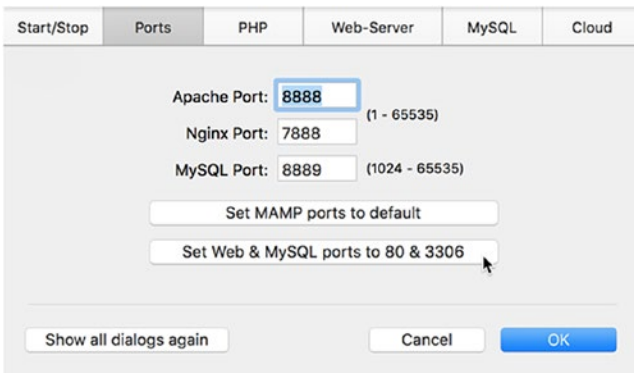 Start/Stop Ports PHP Web-Server MySQL Cloud
Apache Port: 8888
(1 - 65535)
Nginx Port: 7888
MySQL Port: 8889 (1024 - 65535)
Set MAMP ports to default
Set Web & MySQL ports to 80 & 3306
Show all dialogs again Cancel OK